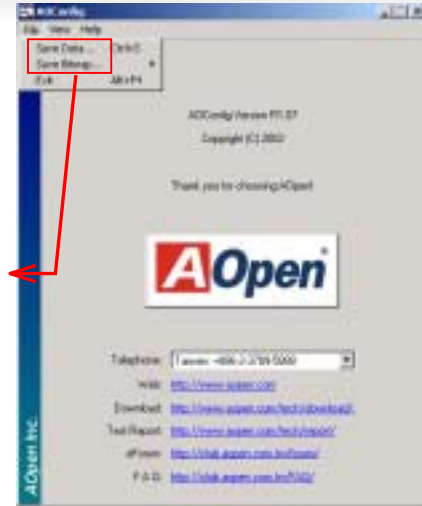 AOConfig
File View Help
Save Data... Ctrl+S
Save Bitmap...
Exit Alt+F4
AOConfig Version R1.07
Copyright (C) 2002
Thank you for choosing AOpen!
AOpen
Telephone: Taiwan: +886-2-3789-5888
Web: http://www.aopen.com
Download: http://www.aopen.com/tech/download/
Test Report: http://www.aopen.com/tech/report/
eForum: http://club.aopen.com.tw/forum/
F.A.Q: http://club.aopen.com.tw/FAQ/
AOpen Inc.